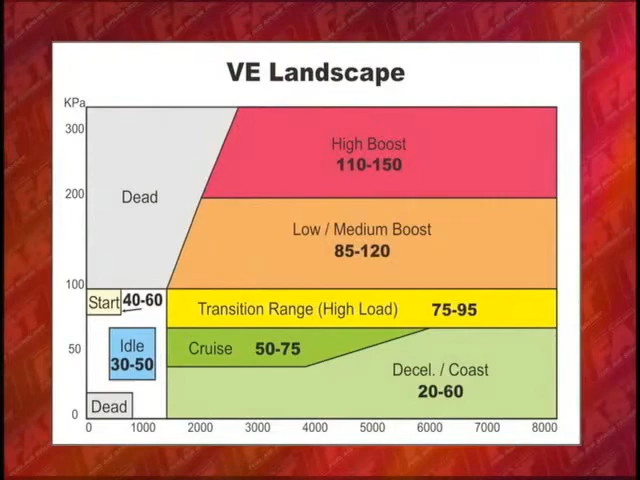 VE Landscape
KPa
300
High Boost
110-150
200
Dead
Low / Medium Boost
85-120
100
Start
40-60
Transition Range (High Load)
75-95
50
Idle
30-50
Cruise
50-75
Decel. / Coast
20-60
Dead
0
0
1000
2000
3000
4000
5000
6000
7000
8000